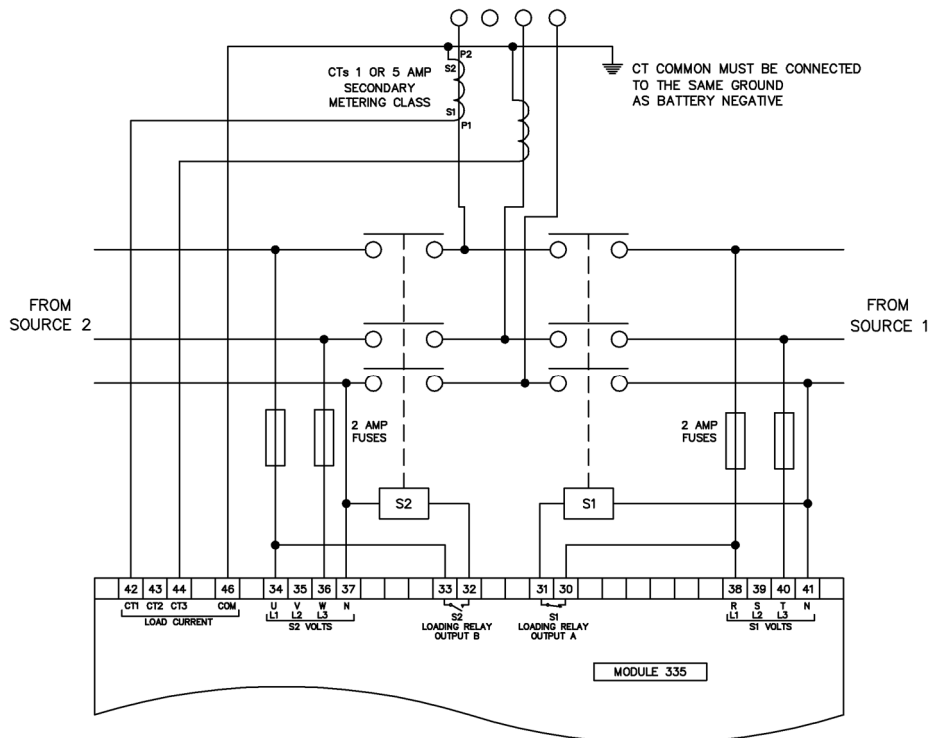 P2
S2
CTs 1 OR 5 AMP
SECONDARY
METERING CLASS
S1
P1
CT COMMON MUST BE CONNECTED
TO THE SAME GROUND
AS BATTERY NEGATIVE
FROM
SOURCE 2
FROM
SOURCE 1
2 AMP
FUSES
2 AMP
FUSES
S2
S1
42 43 44 46 34 35 36 37 33 32 31 30 38 39 40 41
CT1 CT2 CT3 COM
LOAD CURRENT
U V W N
L1 L2 L3
S2 VOLTS
S2
LOADING RELAY
OUTPUT B
S1
LOADING RELAY
OUTPUT A
R S T N
L1 L2 L3
S1 VOLTS
MODULE 335